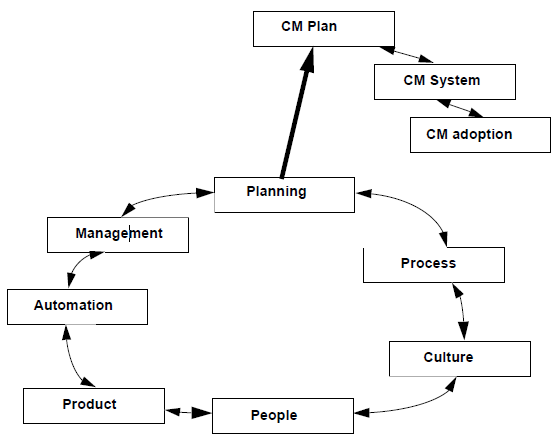 CM Plan
CM System
CM adoption
Planning
Management
Process
Automation
Culture
Product
People